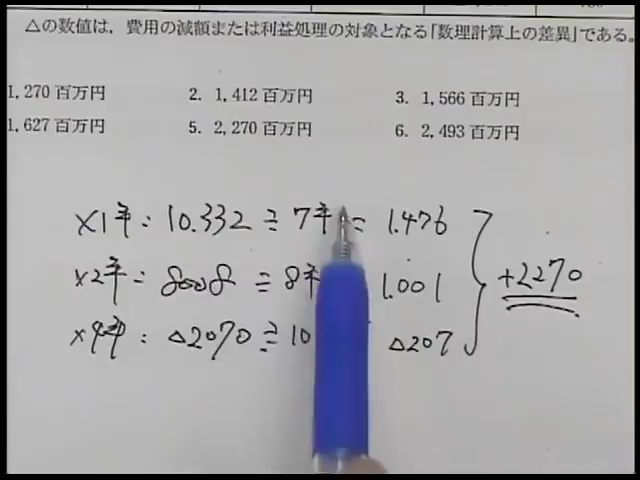 △の数値は，費用の減額または利益処理の対象となる「数理計算上の差異」である。
1,270 百万円 2. 1,412 百万円 3. 1,566 百万円
1,627 百万円 5. 2,270 百万円 6. 2,493 百万円
×1年：10.332 ÷ 7年 = 1.476
×2年：8008 ÷ 8年 1.001 +2270
×4年：△2070 ÷ 10 △207